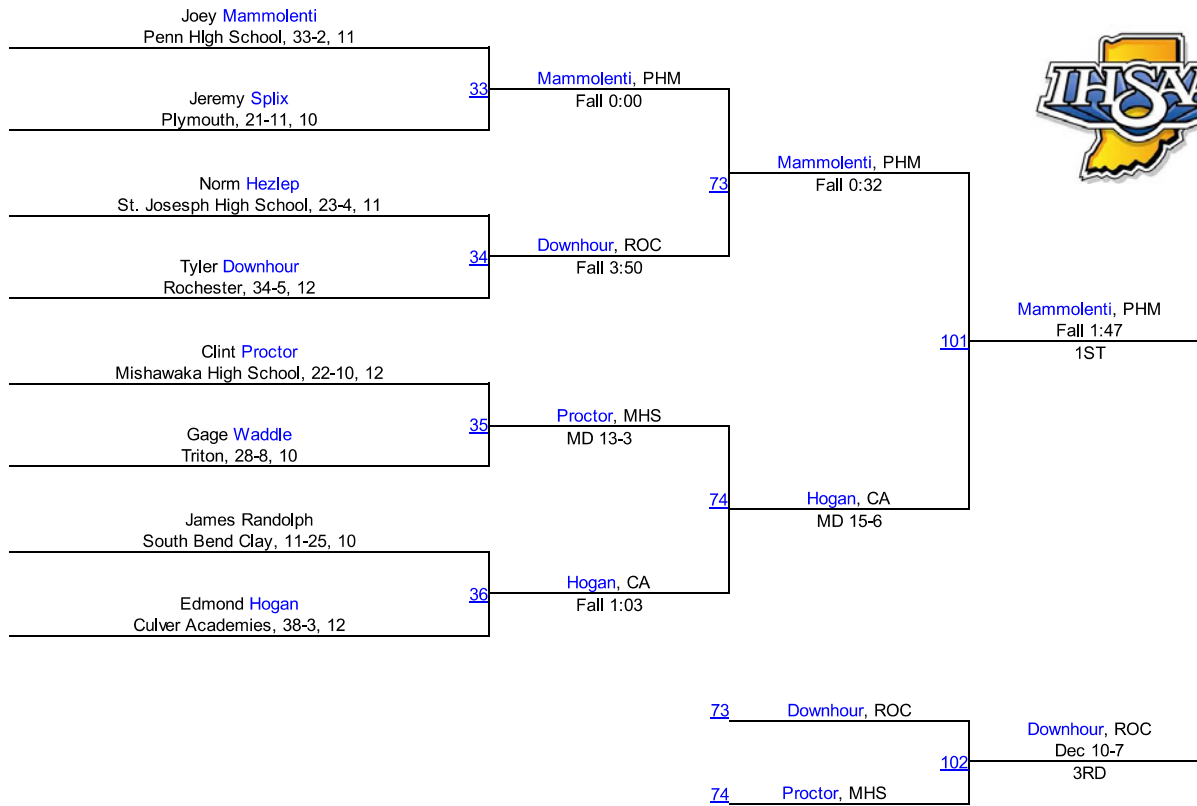 Joey Mammolenti
Penn HIgh School, 33-2, 11
33
Mammolenti, PHM
Fall 0:00
Jeremy Splix
Plymouth, 21-11, 10
73
Mammolenti, PHM
Fall 0:32
Norm Hezlep
St. Josesph High School, 23-4, 11
34
Downhour, ROC
Fall 3:50
Tyler Downhour
Rochester, 34-5, 12
101
Mammolenti, PHM
Fall 1:47
1ST
Clint Proctor
Mishawaka High School, 22-10, 12
35
Proctor, MHS
MD 13-3
Gage Waddle
Triton, 28-8, 10
74
Hogan, CA
MD 15-6
James Randolph
South Bend Clay, 11-25, 10
36
Hogan, CA
Fall 1:03
Edmond Hogan
Culver Academies, 38-3, 12
73
Downhour, ROC
102
Downhour, ROC
Dec 10-7
3RD
74
Proctor, MHS
IHSAA